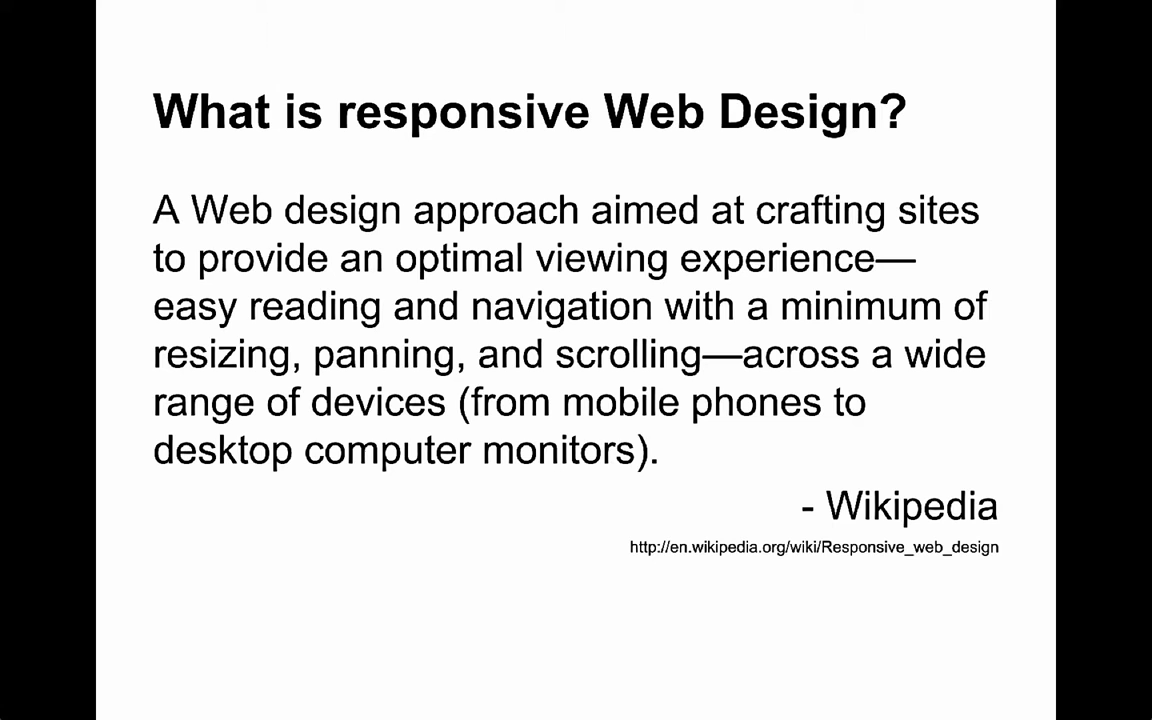 What is responsive Web Design?
A Web design approach aimed at crafting sites
to provide an optimal viewing experience—
easy reading and navigation with a minimum of
resizing, panning, and scrolling—across a wide
range of devices (from mobile phones to
desktop computer monitors).
- Wikipedia
http://en.wikipedia.org/wiki/Responsive_web_design